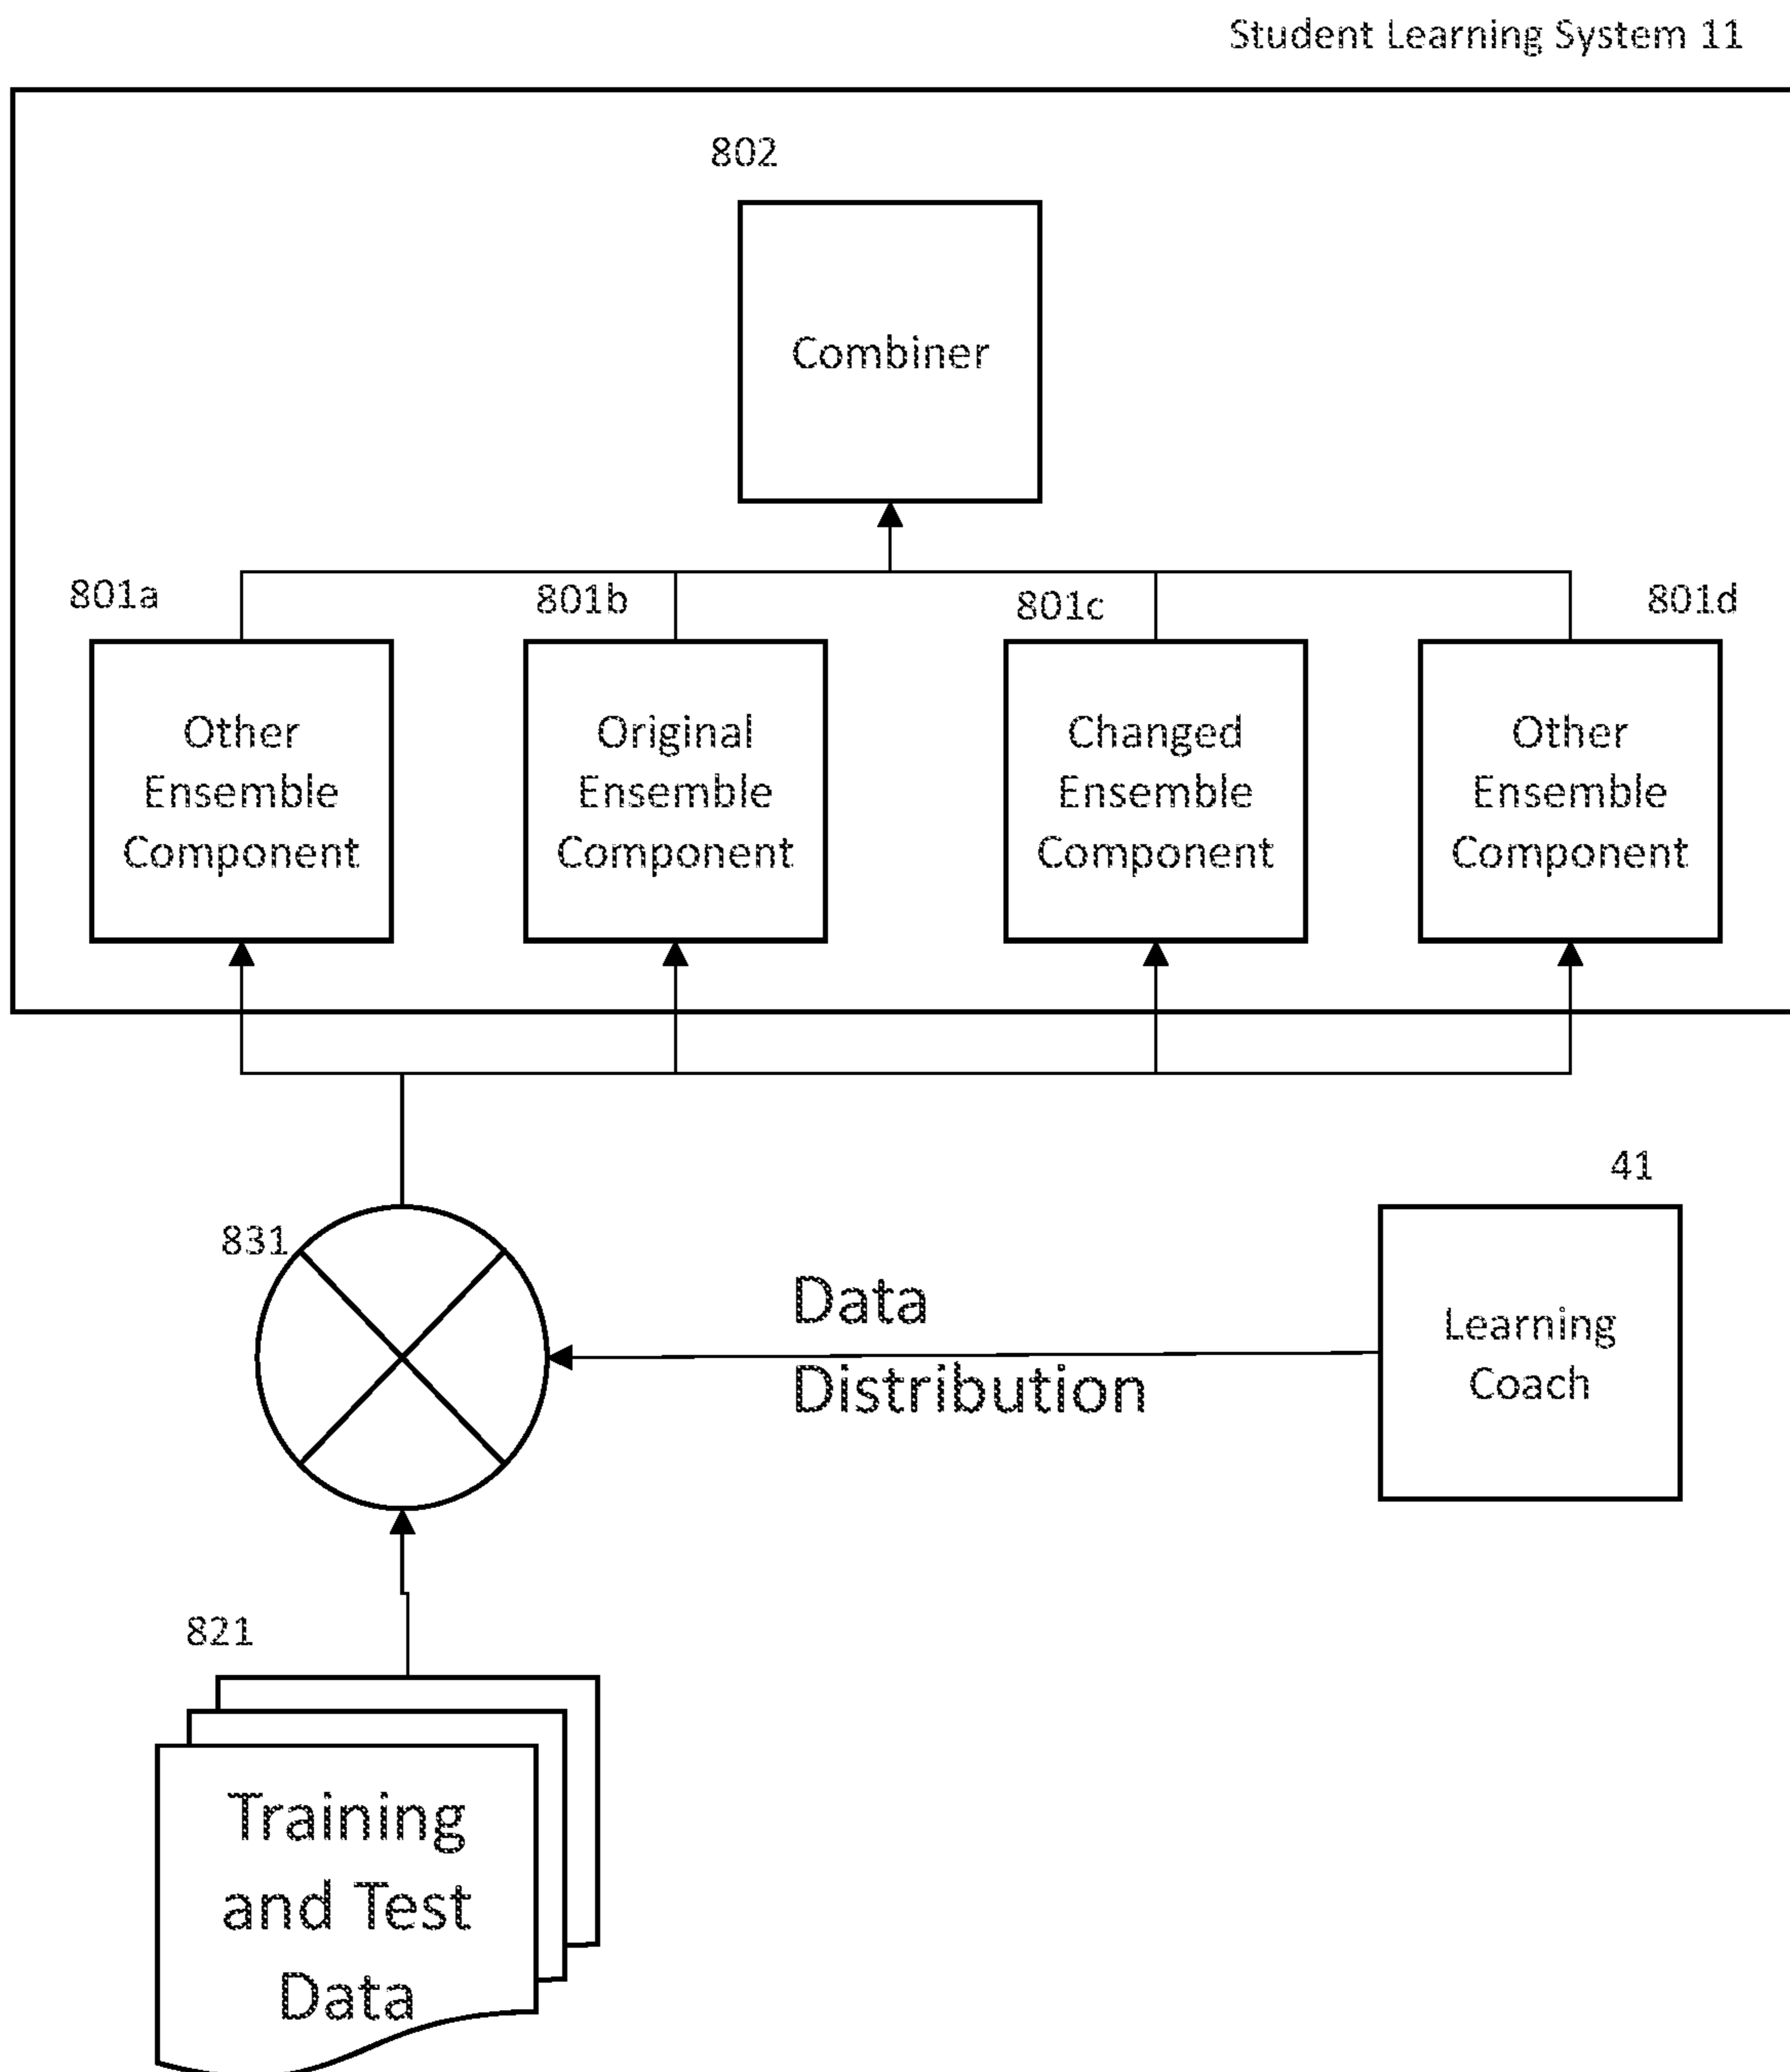 Student Learning System 11
802
Combiner
801a
801b
801c
801d
Other
Ensemble
Component
Original
Ensemble
Component
Changed
Ensemble
Component
Other
Ensemble
Component
41
831
Data
Distribution
Learning
Coach
821
Training
and Test
Data